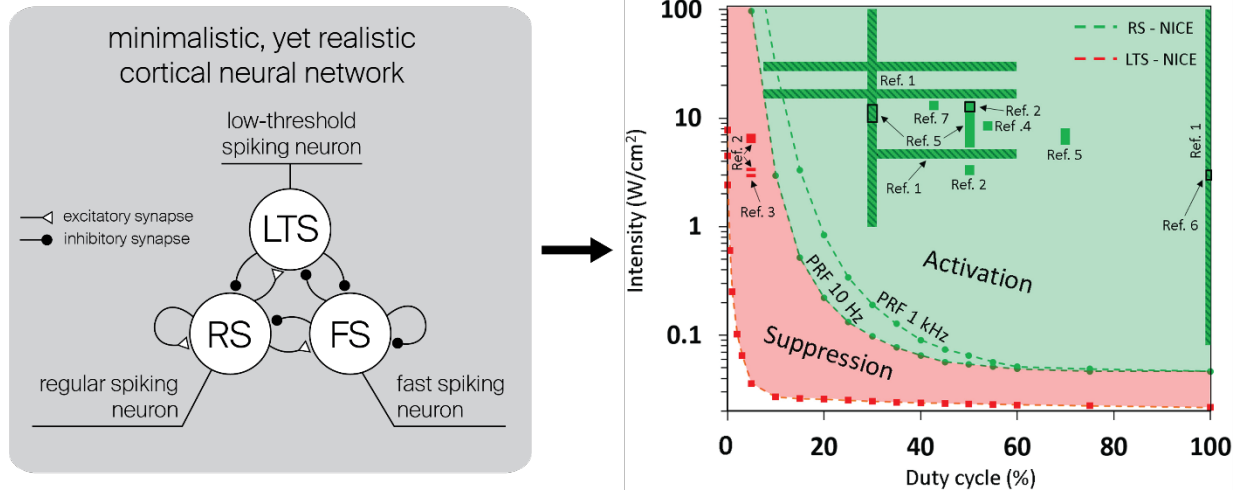 minimalistic, yet realistic
cortical neural network
low-threshold
spiking neuron
excitatory synapse
inhibitory synapse
LTS
RS
FS
regular spiking
neuron
fast spiking
neuron
100
10
1
0.1
Intensity (W/cm²)
RS - NICE
LTS - NICE
Ref. 1
Ref. 7
Ref. 2
Ref. 5
Ref .4
Ref. 5
Ref. 1
Ref. 2
Ref. 2
Ref. 3
Ref. 1
Ref. 6
Activation
PRF 10 Hz
PRF 1 kHz
Suppression
0
20
40
60
80
100
Duty cycle (%)